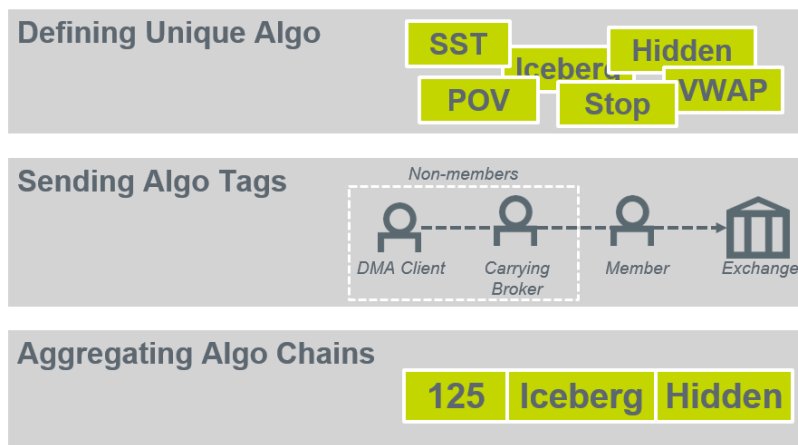 Defining Unique Algo
SST
Iceberg
Hidden
POV
Stop
VWAP
Sending Algo Tags
Non-members
DMA Client
Carrying
Broker
Member
Exchange
Aggregating Algo Chains
125 Iceberg Hidden